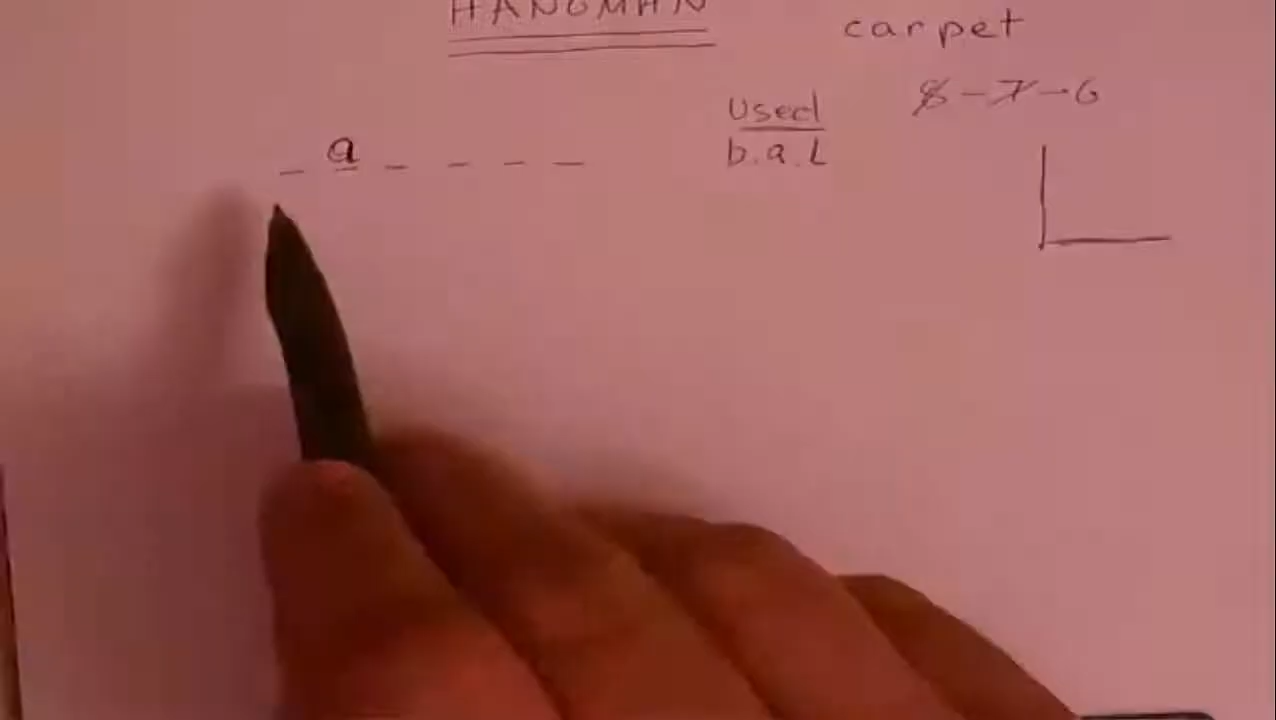 HANGMAN
carpet
8-7-6
Used
_ a _ _ _ _
b.a.L